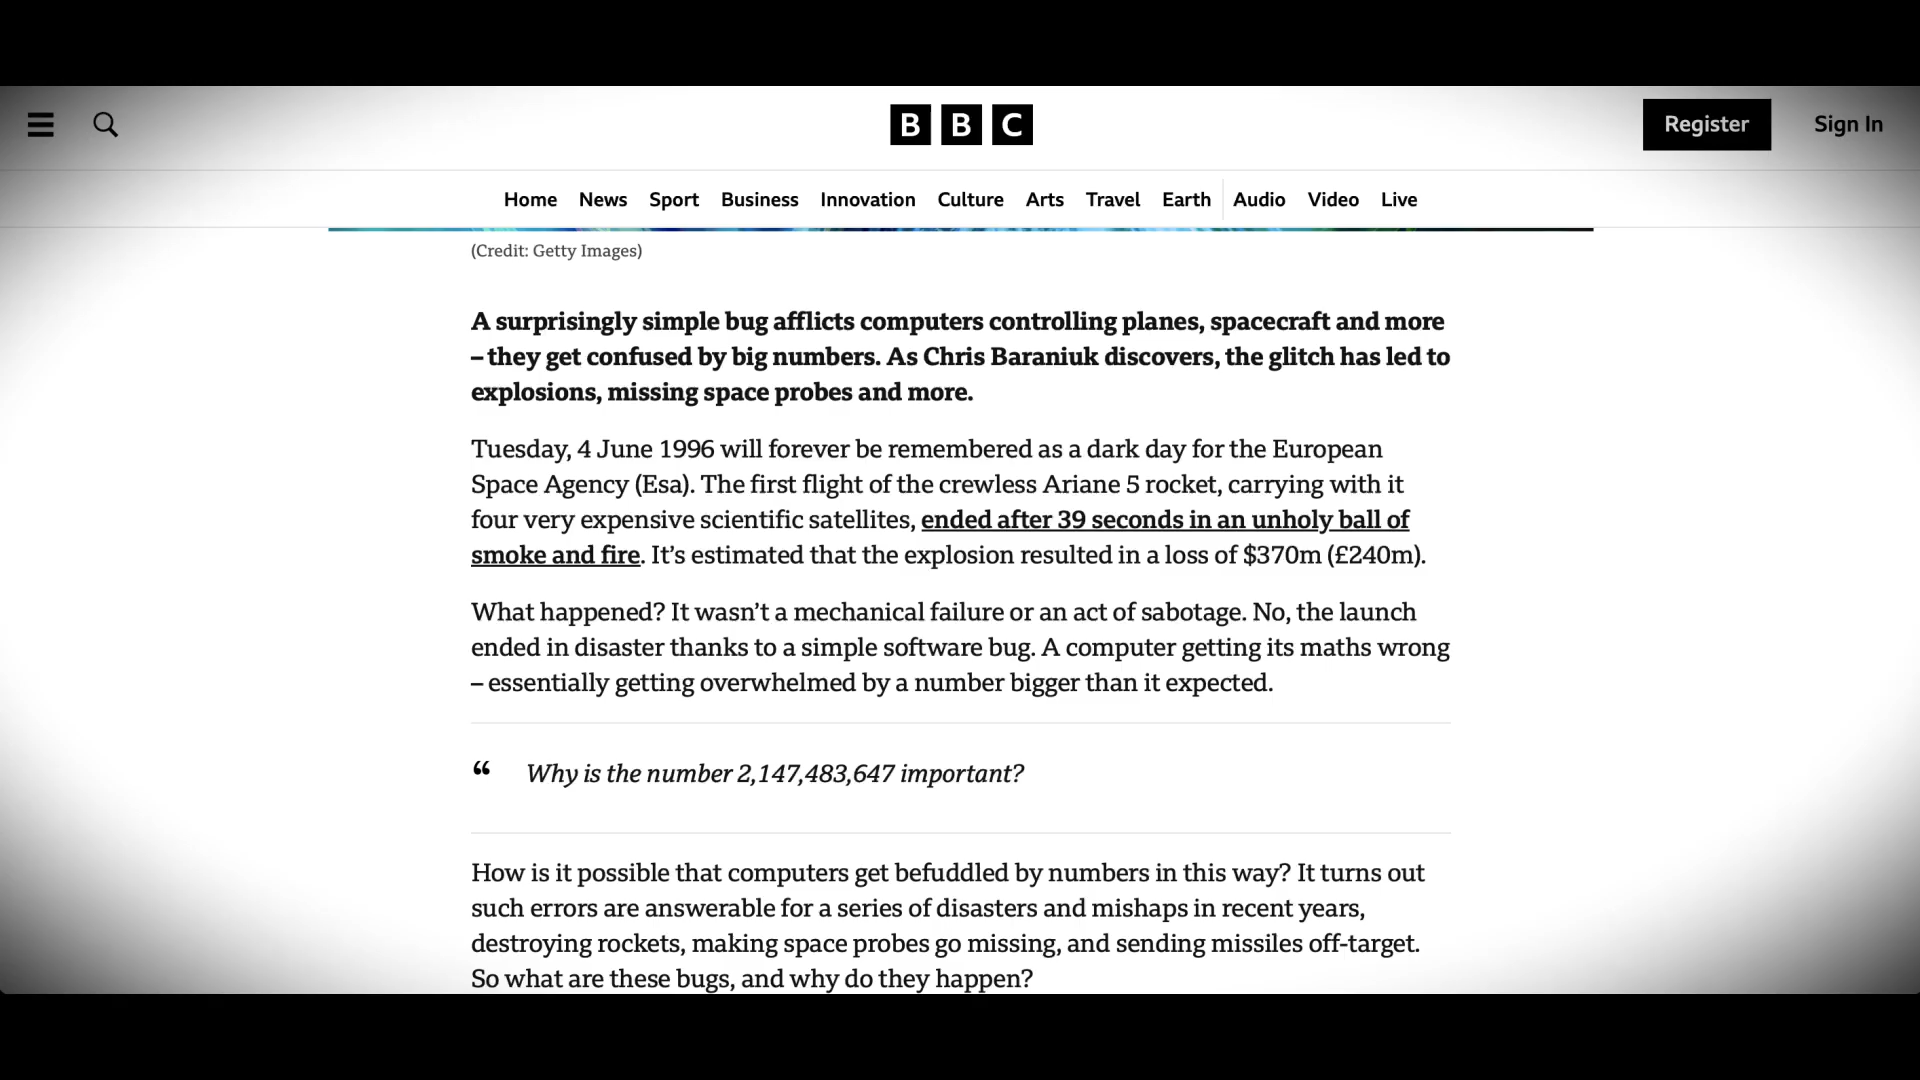 BBC
Register
Sign In
Home News Sport Business Innovation Culture Arts Travel Earth Audio Video Live
(Credit: Getty Images)
A surprisingly simple bug afflicts computers controlling planes, spacecraft and more
– they get confused by big numbers. As Chris Baraniuk discovers, the glitch has led to
explosions, missing space probes and more.
Tuesday, 4 June 1996 will forever be remembered as a dark day for the European
Space Agency (Esa). The first flight of the crewless Ariane 5 rocket, carrying with it
four very expensive scientific satellites, ended after 39 seconds in an unholy ball of
smoke and fire. It’s estimated that the explosion resulted in a loss of $370m (£240m).
What happened? It wasn’t a mechanical failure or an act of sabotage. No, the launch
ended in disaster thanks to a simple software bug. A computer getting its maths wrong
– essentially getting overwhelmed by a number bigger than it expected.
“ Why is the number 2,147,483,647 important?
How is it possible that computers get befuddled by numbers in this way? It turns out
such errors are answerable for a series of disasters and mishaps in recent years,
destroying rockets, making space probes go missing, and sending missiles off-target.
So what are these bugs, and why do they happen?